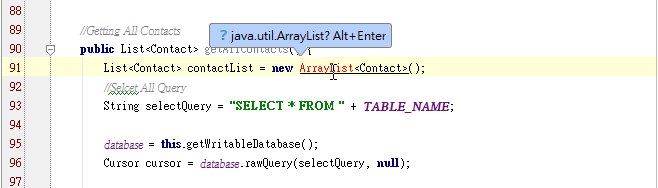 88
89 //Getting All Contacts
? java.util.ArrayList? Alt+Enter
90 public List<Contact> getAllContacts() {
91 List<Contact> contactList = new ArrayList<Contact>();
92 //Selcet All Query
93 String selectQuery = "SELECT * FROM " + TABLE_NAME;
94
95 database = this.getWritableDatabase();
96 Cursor cursor = database.rawQuery(selectQuery, null);
97